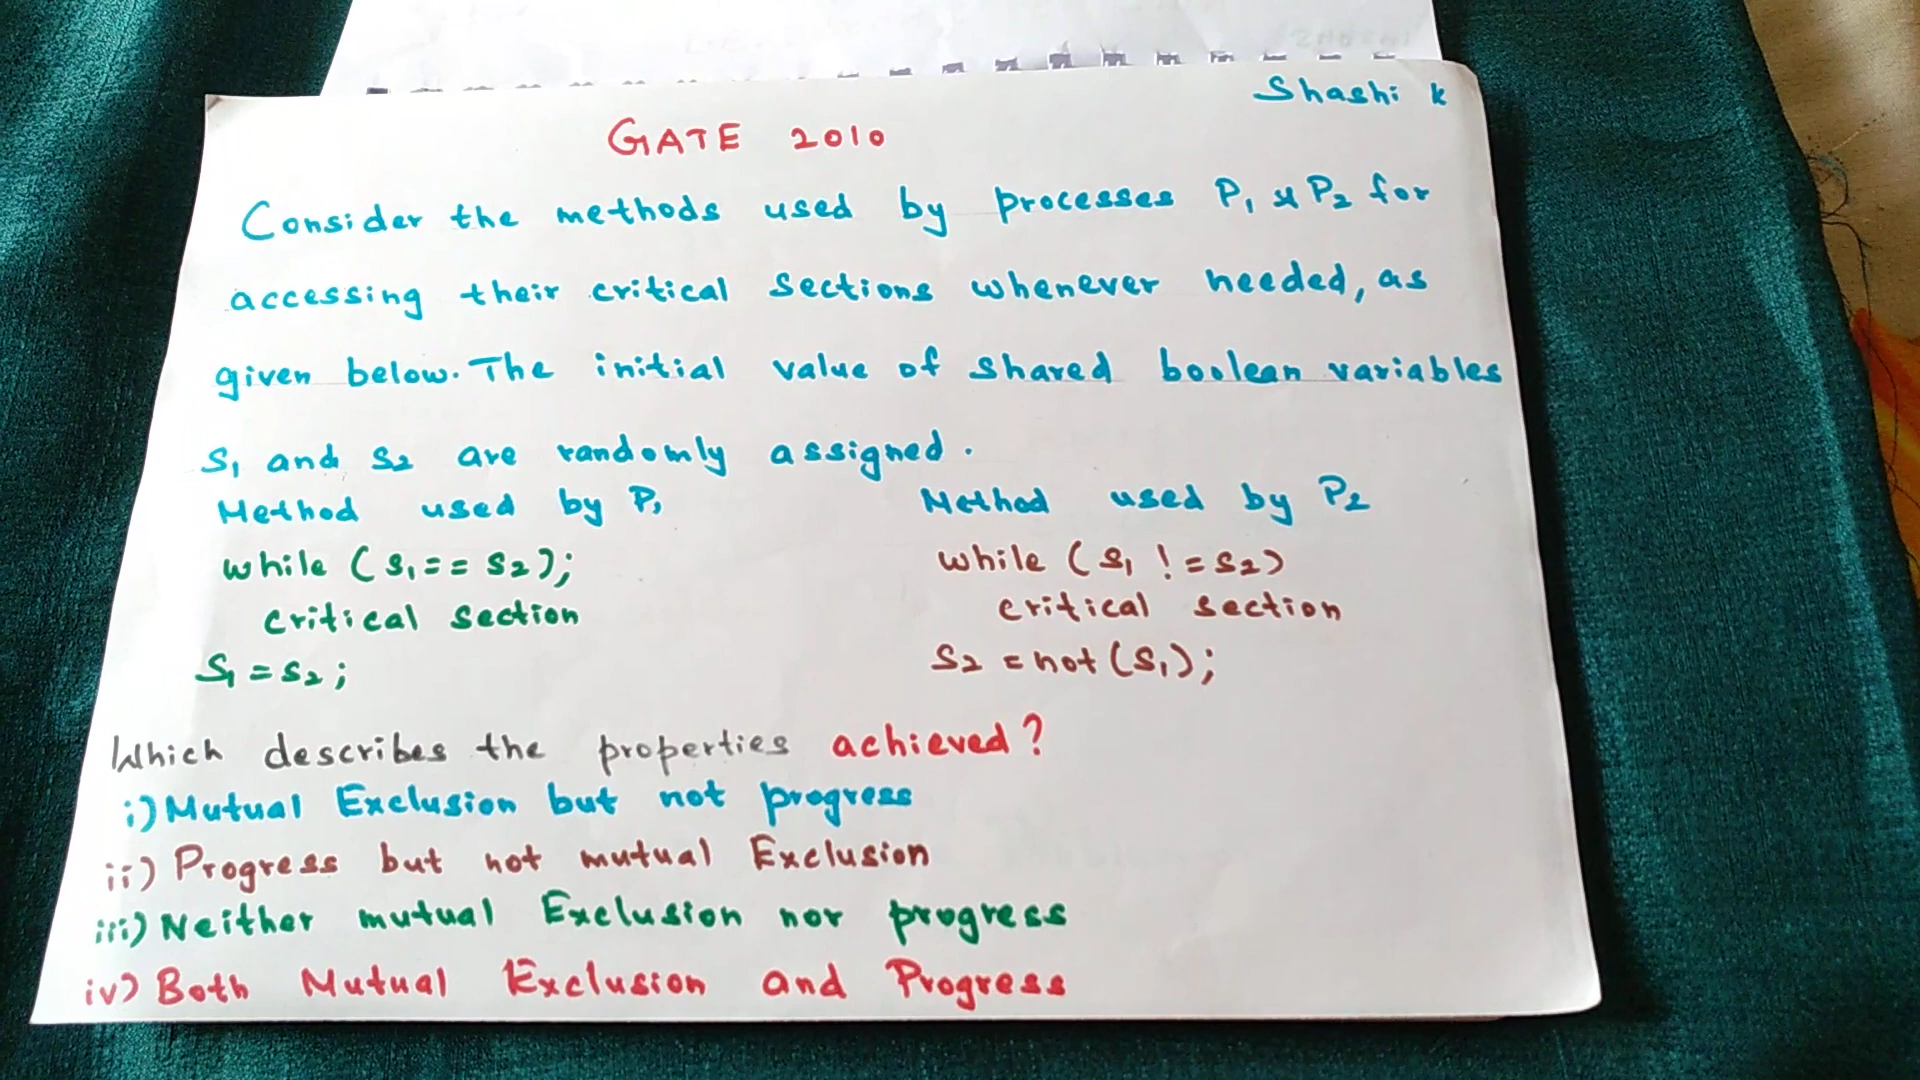 Shashi k
GATE 2010
Consider the methods used by processes P1 & P2 for
accessing their critical sections whenever needed, as
given below. The initial value of shared boolean variables
S1 and S2 are randomly assigned.
Method used by P1
Method used by P2
while (S1 == S2);
critical section
S1 = S2;
while (S1 != S2)
critical section
S2 = not (S1);
Which describes the properties achieved?
i) Mutual Exclusion but not progress
ii) Progress but not mutual Exclusion
iii) Neither mutual Exclusion nor progress
iv) Both Mutual Exclusion and Progress